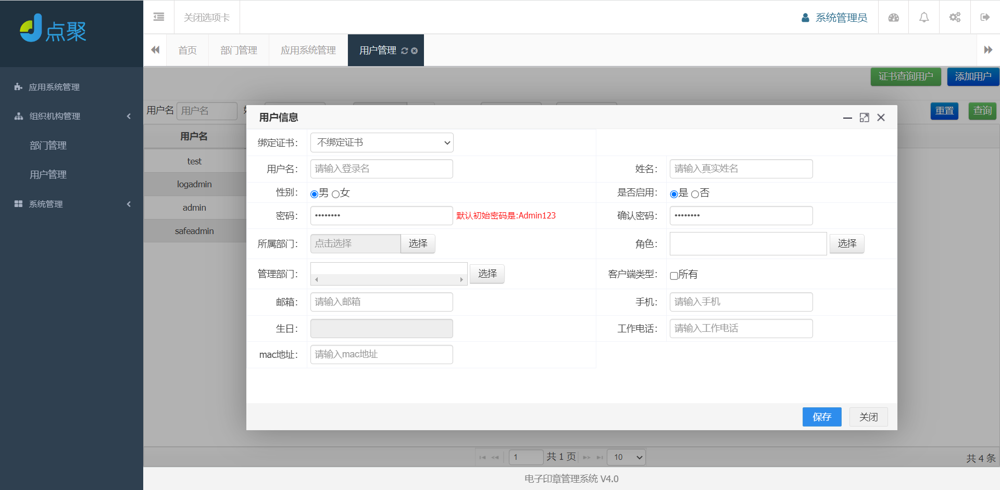 点聚
关闭选项卡
系统管理员
首页
部门管理
应用系统管理
用户管理
应用系统管理
组织机构管理
部门管理
用户管理
系统管理
证书查询用户
添加用户
用户名
用户名
重置
查询
用户名
test
logadmin
admin
safeadmin
用户信息
绑定证书：
不绑定证书
用户名：
请输入登录名
姓名：
请输入真实姓名
性别：
男 女
是否启用：
是 否
密码：
••••••••
默认初始密码是:Admin123
确认密码：
••••••••
所属部门：
点击选择
选择
角色：
选择
管理部门：
选择
客户端类型：
所有
邮箱：
请输入邮箱
手机：
请输入手机
生日：
工作电话：
请输入工作电话
mac地址：
请输入mac地址
保存
关闭
1
共 1 页
10
共 4 条
电子印章管理系统 V4.0